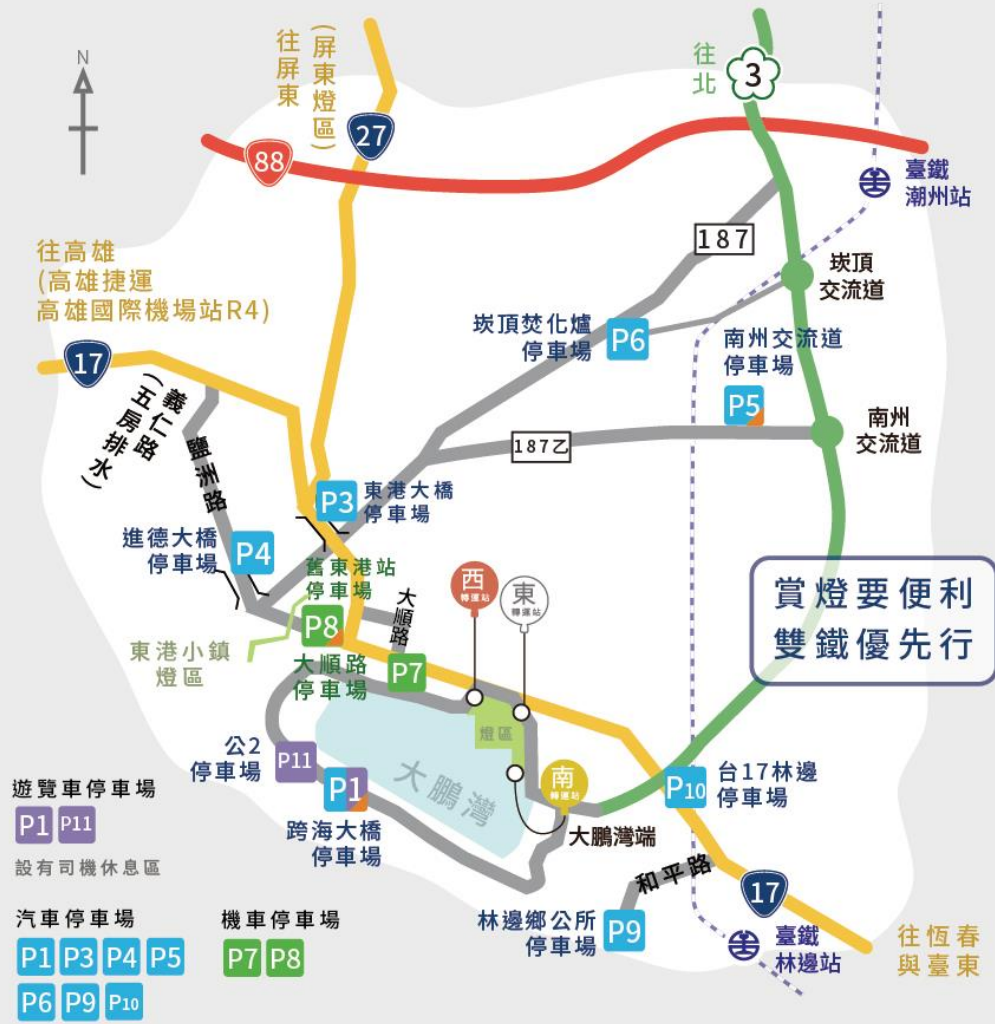 N
往屏東
(屏東燈區)
27
往北
3
88
臺鐵
潮州站
往高雄
(高雄捷運
高雄國際機場站R4)
187
崁頂
交流道
17
崁頂焚化爐
停車場
P6
南州交流道
停車場
P5
義仁路
(五房排水)
鹽洲路
187乙
南州
交流道
P3
東港大橋
停車場
進德大橋
停車場
P4
舊東港站
停車場
西
轉運站
東
轉運站
賞燈要便利
雙鐵優先行
大順路
P8
東港小鎮
燈區
大順路
停車場
P7
燈區
公2
停車場
P11
大鵬灣
南
轉運站
P10
台17林邊
停車場
P1
跨海大橋
停車場
大鵬灣端
遊覽車停車場
P1 P11
設有司機休息區
和平路
17
汽車停車場
P1 P3 P4 P5
P6 P9 P10
機車停車場
P7 P8
林邊鄉公所
停車場
P9
臺鐵
林邊站
往恆春
與臺東